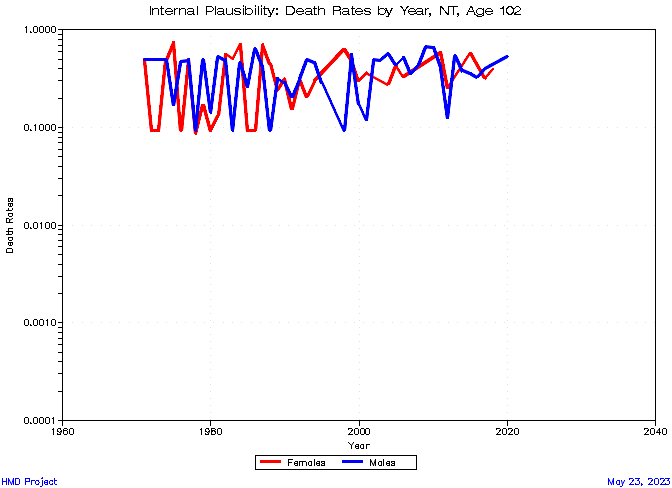 Internal Plausibility: Death Rates by Year, NT, Age 102
1.0000
0.1000
0.0100
0.0010
0.0001
Death Rates
1960 1980 2000 2020 2040
Year
Females Males
HMD Project May 23, 2023